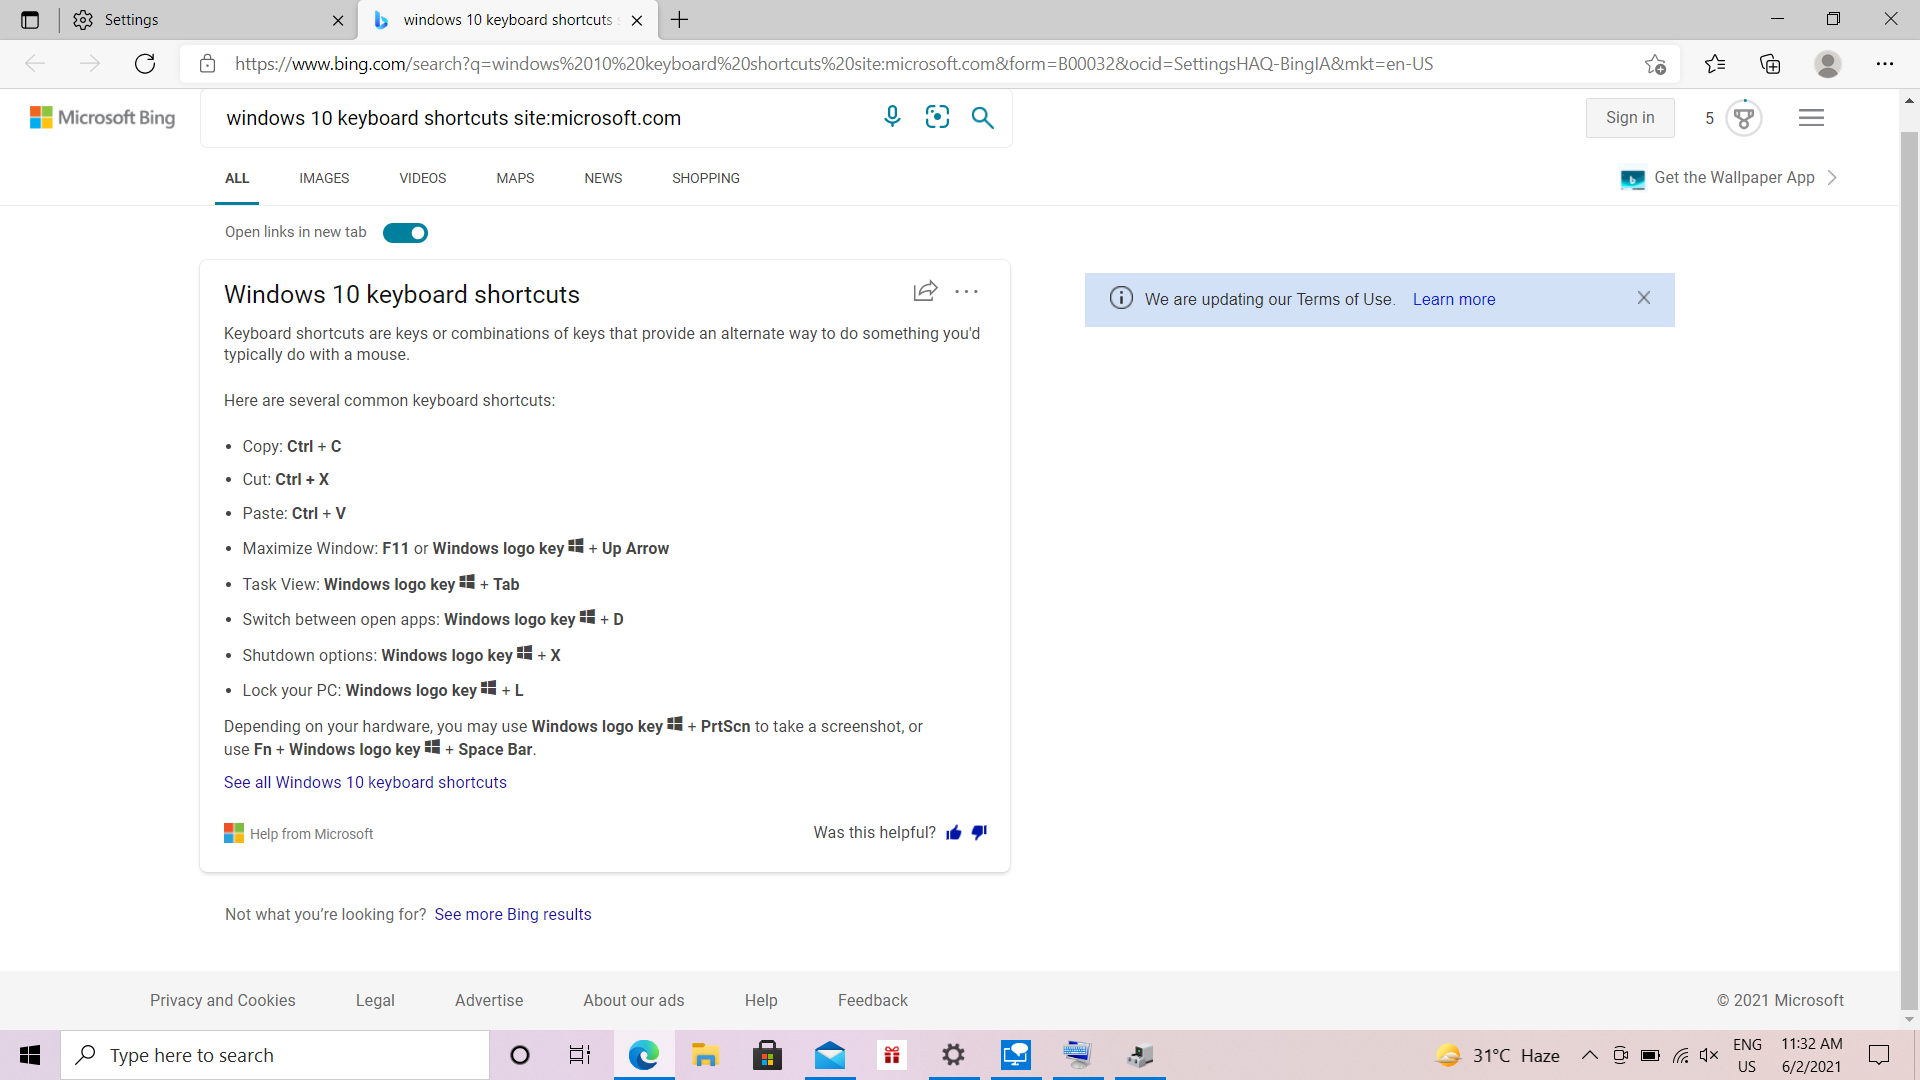 Settings
windows 10 keyboard shortcuts
https://www.bing.com/search?q=windows%2010%20keyboard%20shortcuts%20site:microsoft.com&form=B00032&ocid=SettingsHAQ-BingIA&mkt=en-US
Microsoft Bing
windows 10 keyboard shortcuts site:microsoft.com
Sign in
5
ALL IMAGES VIDEOS MAPS NEWS SHOPPING
Get the Wallpaper App
Open links in new tab
Windows 10 keyboard shortcuts
We are updating our Terms of Use. Learn more
Keyboard shortcuts are keys or combinations of keys that provide an alternate way to do something you'd
typically do with a mouse.
Here are several common keyboard shortcuts:
• Copy: Ctrl + C
• Cut: Ctrl + X
• Paste: Ctrl + V
• Maximize Window: F11 or Windows logo key + Up Arrow
• Task View: Windows logo key + Tab
• Switch between open apps: Windows logo key + D
• Shutdown options: Windows logo key + X
• Lock your PC: Windows logo key + L
Depending on your hardware, you may use Windows logo key + PrtScn to take a screenshot, or
use Fn + Windows logo key + Space Bar.
See all Windows 10 keyboard shortcuts
Help from Microsoft
Was this helpful?
Not what you're looking for? See more Bing results
Privacy and Cookies Legal Advertise About our ads Help Feedback
© 2021 Microsoft
Type here to search
31°C Haze
ENG
US
11:32 AM
6/2/2021